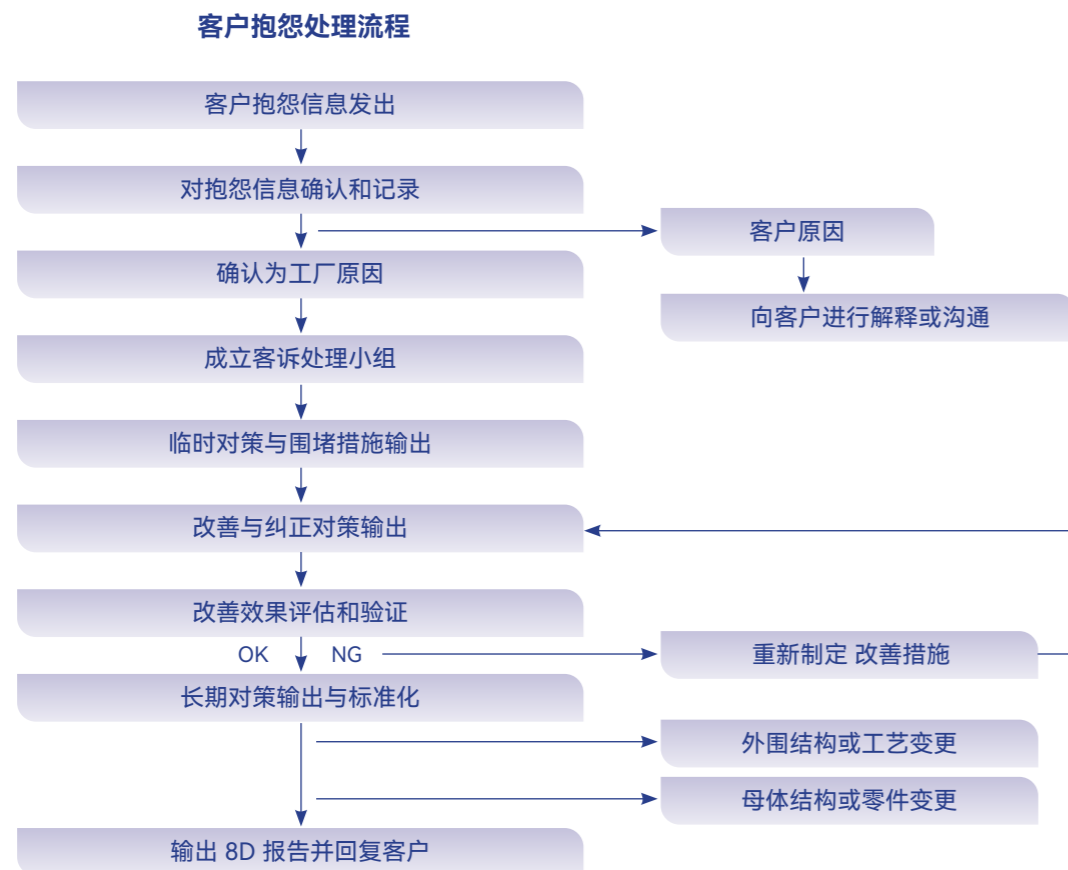 客户抱怨处理流程
客户抱怨信息发出
对抱怨信息确认和记录
客户原因
确认为工厂原因
向客户进行解释或沟通
成立客诉处理小组
临时对策与围堵措施输出
改善与纠正对策输出
改善效果评估和验证
OK NG
重新制定 改善措施
长期对策输出与标准化
外围结构或工艺变更
母体结构或零件变更
输出 8D 报告并回复客户